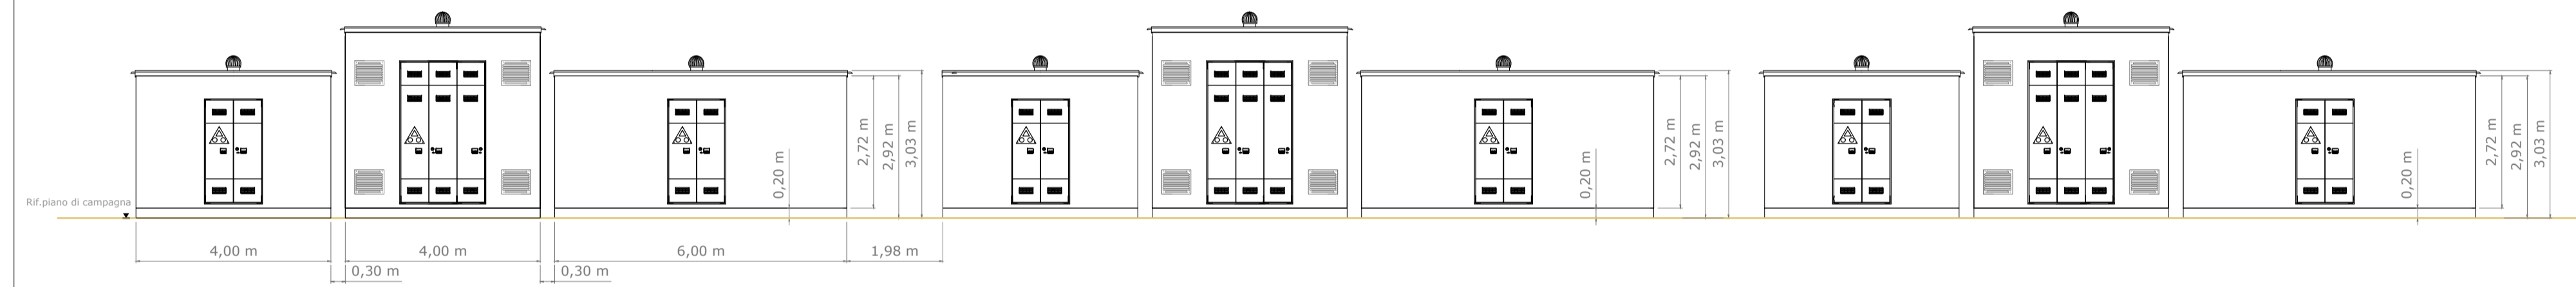 2,72 m
2,92 m
3,03 m
0,20 m
2,72 m
2,92 m
3,03 m
0,20 m
2,72 m
2,92 m
3,03 m
0,20 m
Rif.piano di campagna
4,00 m
4,00 m
6,00 m
1,98 m
0,30 m
0,30 m